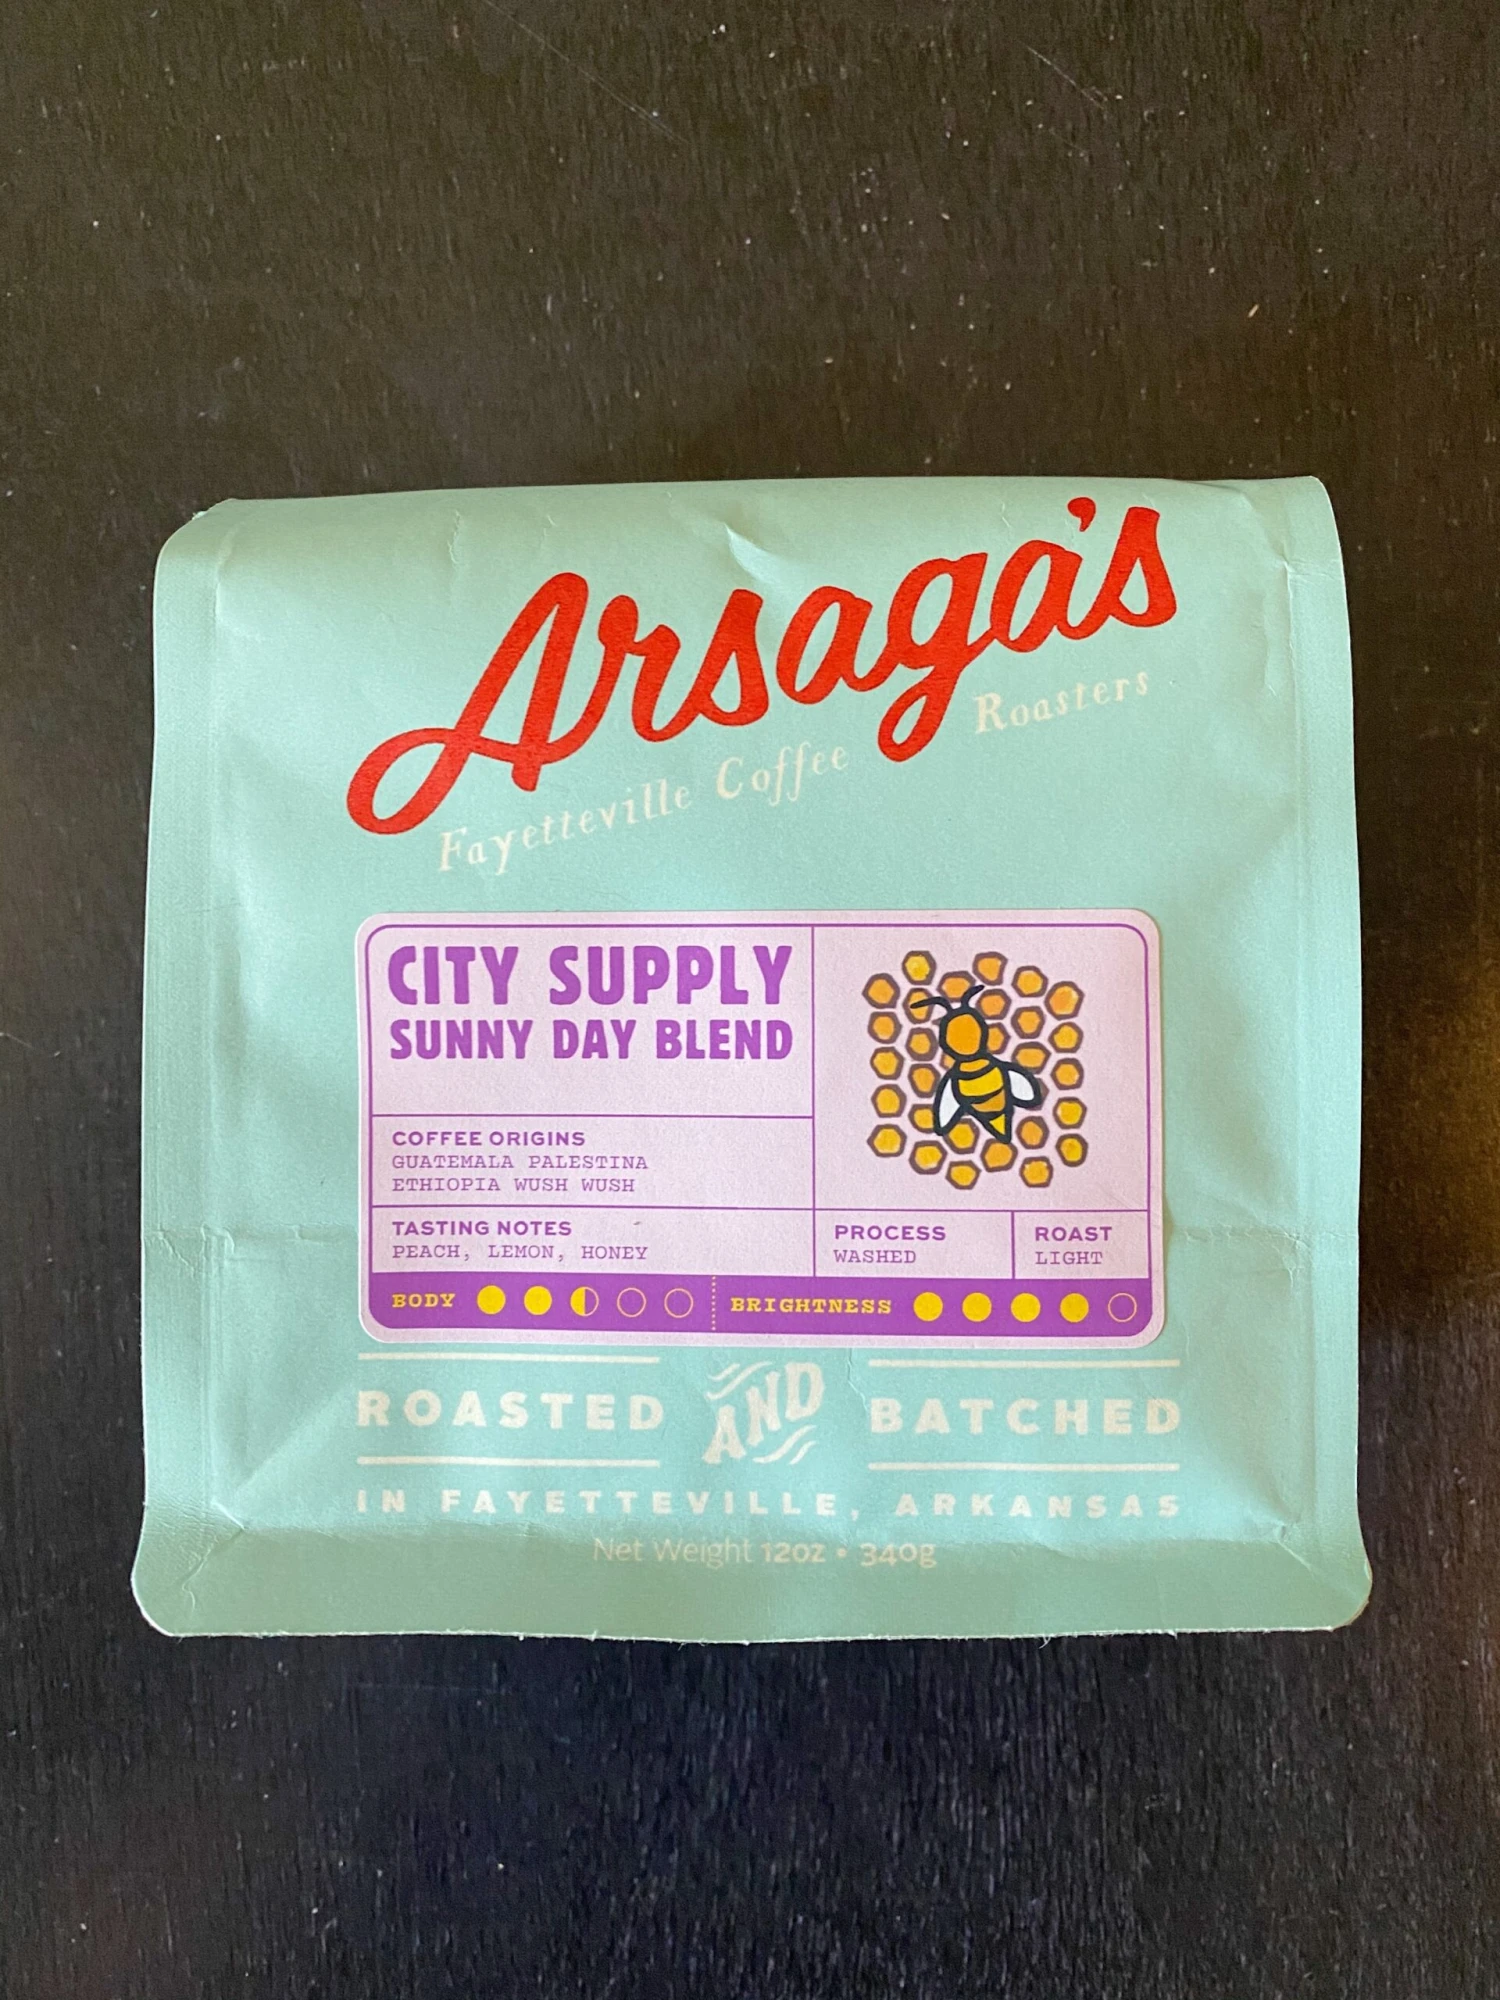 Arsaga's
Fayetteville Coffee Roasters
CITY SUPPLY
SUNNY DAY BLEND
COFFEE ORIGINS
GUATEMALA PALESTINA
ETHIOPIA WUSH WUSH
TASTING NOTES
PEACH, LEMON, HONEY
PROCESS
WASHED
ROAST
LIGHT
BODY
BRIGHTNESS
ROASTED AND BATCHED
IN FAYETTEVILLE, ARKANSAS
Net Weight 12oz • 340g